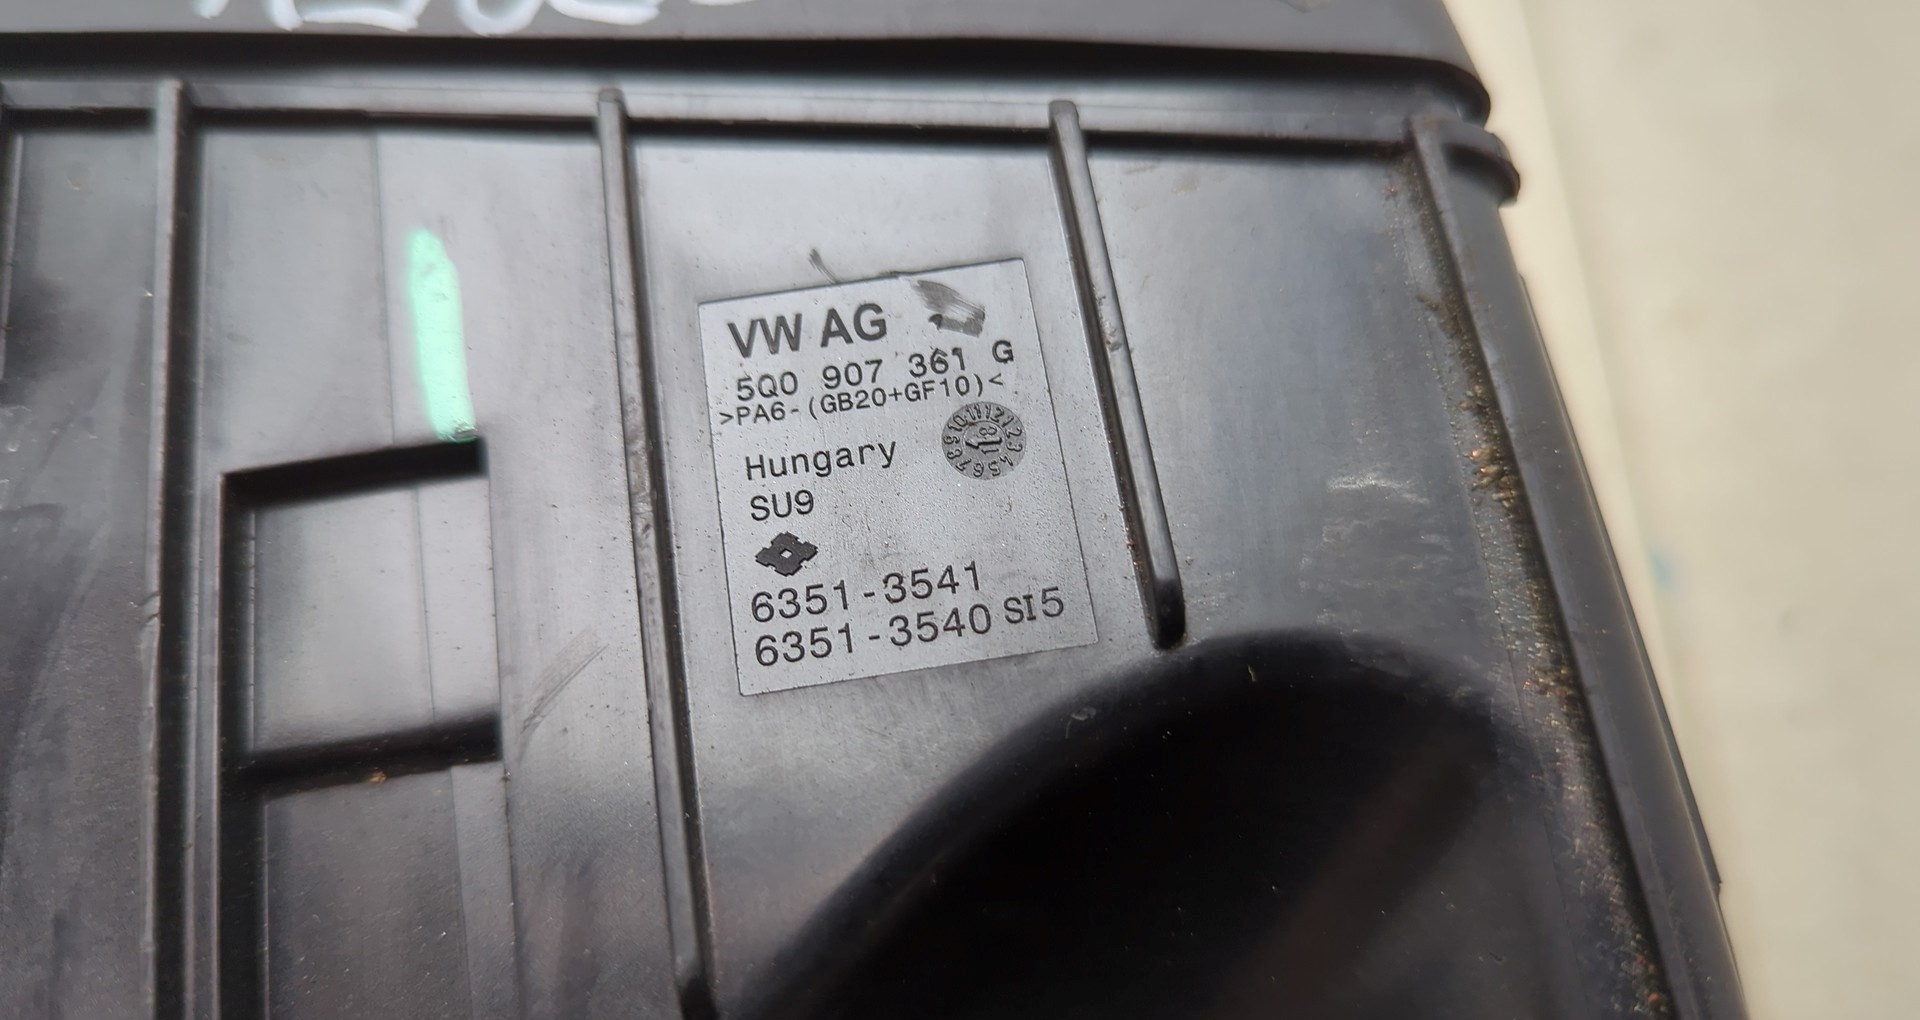 VW AG
5Q0 907 361 G
>PA6-(GB20+GF10)<
Hungary
SU9
6351-3541
6351-3540 SI5